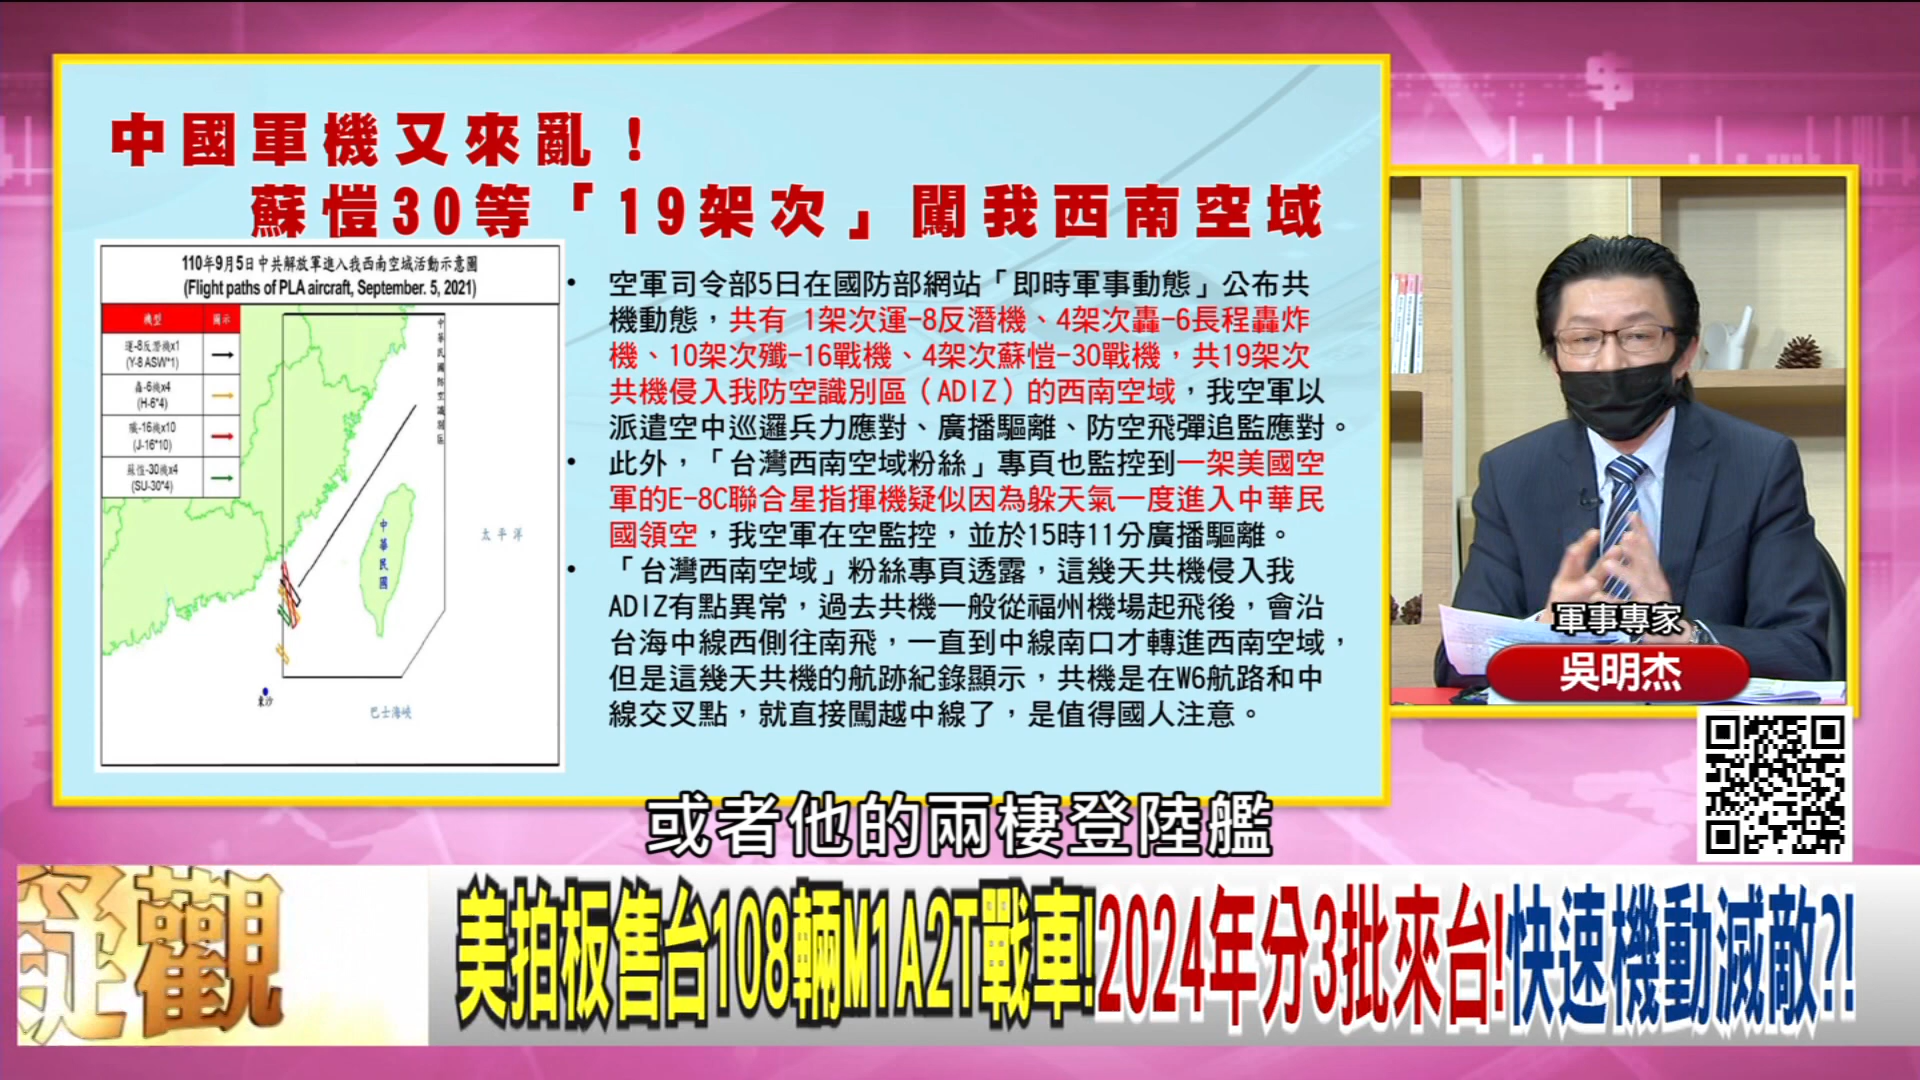 中國軍機又來亂！
蘇愷30等「19架次」闖我西南空域
110年9月5日中共解放軍進入我西南空域活動示意圖
(Flight paths of PLA aircraft, September. 5, 2021)
機型 圖示
運-8反潛機x1
(Y-8 ASW*1)
轟-6機x4
(H-6*4)
殲-16機x10
(J-16*10)
蘇愷-30機x4
(SU-30*4)
中華民國防空識別區
中華民國
太平洋
東沙
巴士海峽
• 空軍司令部5日在國防部網站「即時軍事動態」公布共
機動態，共有 1架次運-8反潛機、4架次轟-6長程轟炸
機、10架次殲-16戰機、4架次蘇愷-30戰機，共19架次
共機侵入我防空識別區（ADIZ）的西南空域，我空軍以
派遣空中巡邏兵力應對、廣播驅離、防空飛彈追監應對。
• 此外，「台灣西南空域粉絲」專頁也監控到一架美國空
軍的E-8C聯合星指揮機疑似因為躲天氣一度進入中華民
國領空，我空軍在空監控，並於15時11分廣播驅離。
• 「台灣西南空域」粉絲專頁透露，這幾天共機侵入我
ADIZ有點異常，過去共機一般從福州機場起飛後，會沿
台海中線西側往南飛，一直到中線南口才轉進西南空域，
但是這幾天共機的航跡紀錄顯示，共機是在W6航路和中
線交叉點，就直接闖越中線了，是值得國人注意。
軍事專家
吳明杰
或者他的兩棲登陸艦
觀
美拍板售台108輛M1A2T戰車!2024年分3批來台!快速機動滅敵?!